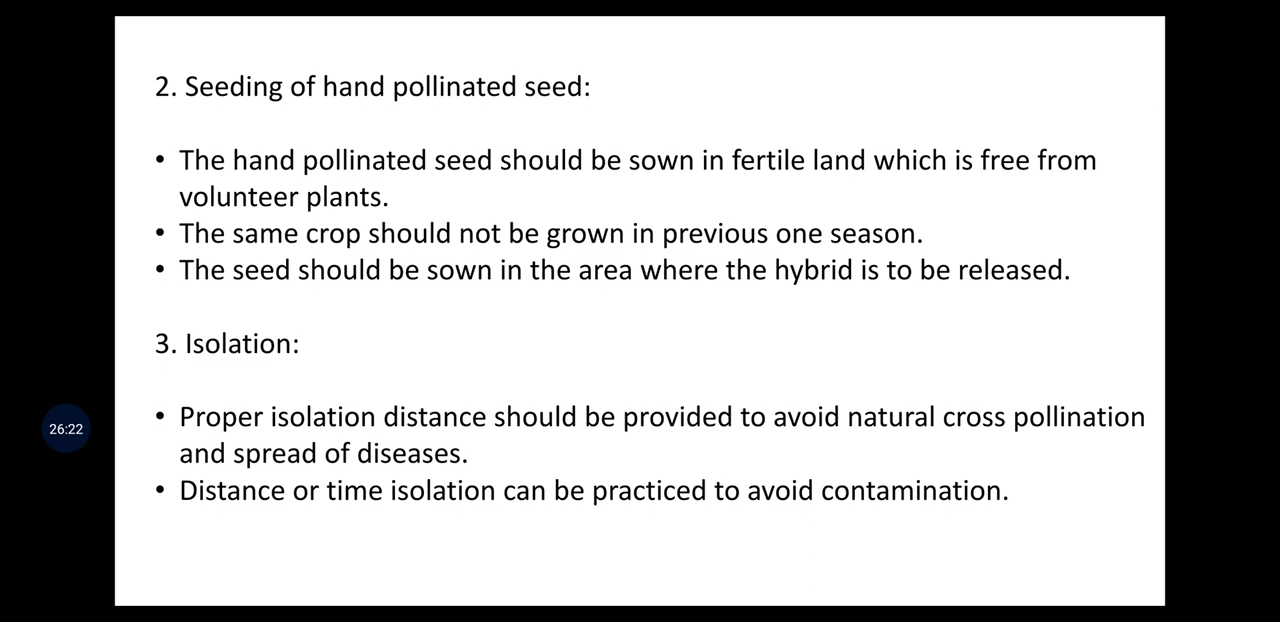 2. Seeding of hand pollinated seed:
• The hand pollinated seed should be sown in fertile land which is free from
volunteer plants.
• The same crop should not be grown in previous one season.
• The seed should be sown in the area where the hybrid is to be released.
3. Isolation:
• Proper isolation distance should be provided to avoid natural cross pollination
and spread of diseases.
• Distance or time isolation can be practiced to avoid contamination.
26:22